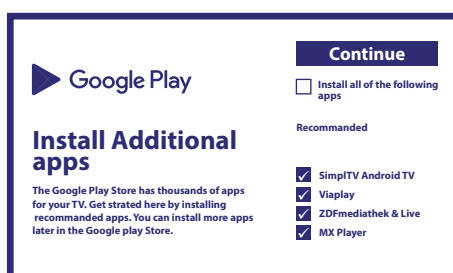 Google Play
Install Additional
apps
The Google Play Store has thousands of apps
for your TV. Get strated here by installing
recommanded apps. You can install more apps
later in the Google play Store.
Continue
Install all of the following
apps
Recommanded
SimplTV Android TV
Viaplay
ZDFmediathek & Live
MX Player